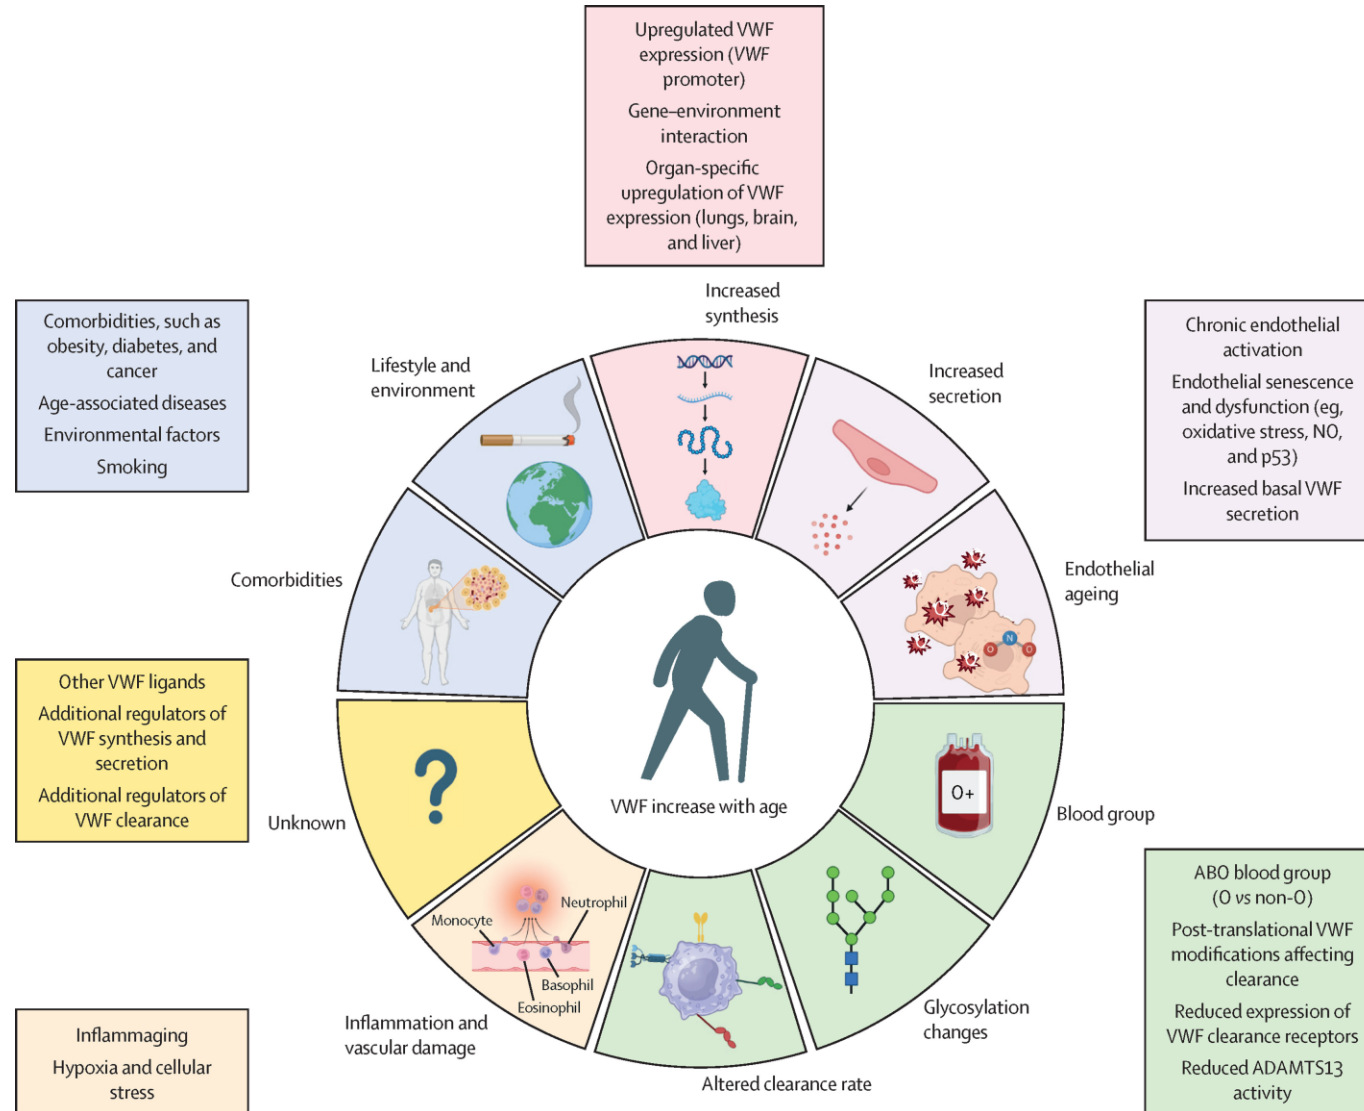 Upregulated VWF
expression (VWF
promoter)
Gene–environment
interaction
Organ-specific
upregulation of VWF
expression (lungs, brain,
and liver)
Increased
synthesis
Comorbidities, such as
obesity, diabetes, and
cancer
Age-associated diseases
Environmental factors
Smoking
Lifestyle and
environment
Increased
secretion
Chronic endothelial
activation
Endothelial senescence
and dysfunction (eg,
oxidative stress, NO,
and p53)
Increased basal VWF
secretion
Comorbidities
Endothelial
ageing
O
N
O
Other VWF ligands
Additional regulators of
VWF synthesis and
secretion
Additional regulators of
VWF clearance
Unknown
?
VWF increase with age
O+
Blood group
ABO blood group
(O vs non-O)
Post-translational VWF
modifications affecting
clearance
Reduced expression of
VWF clearance receptors
Reduced ADAMTS13
activity
Monocyte
Neutrophil
Basophil
Eosinophil
Inflammation and
vascular damage
Glycosylation
changes
Altered clearance rate
Inflammaging
Hypoxia and cellular
stress